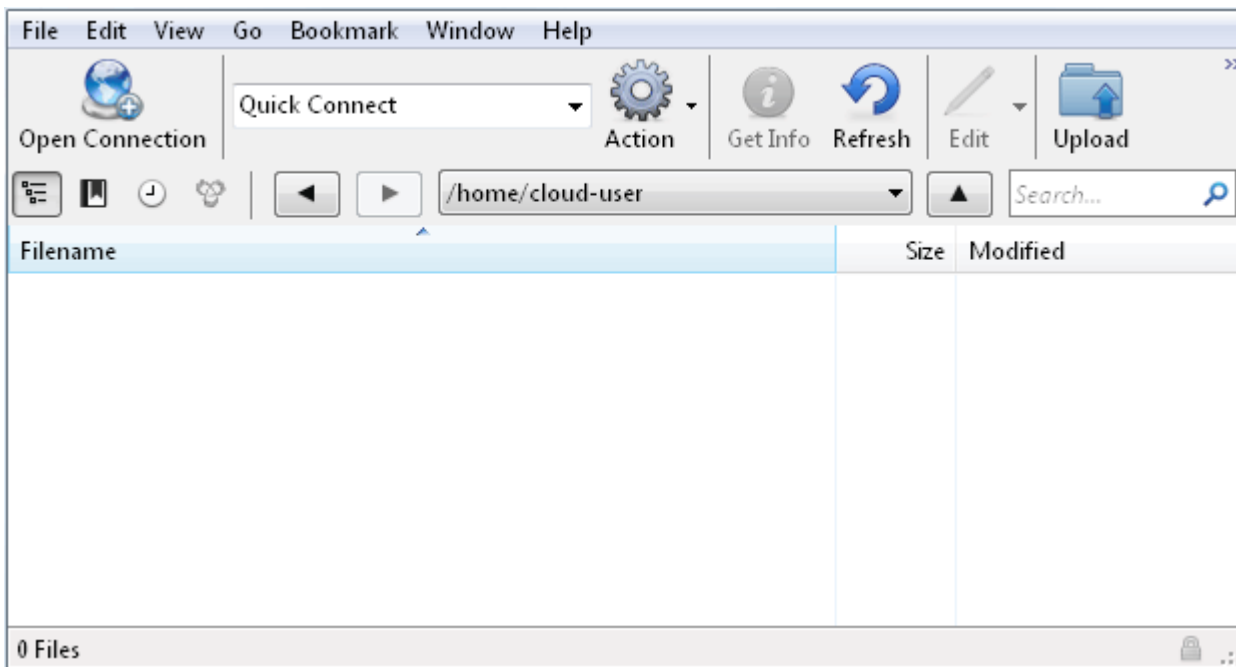 File Edit View Go Bookmark Window Help
Quick Connect
Open Connection Action Get Info Refresh Edit Upload
/home/cloud-user Search...
Filename Size Modified
0 Files